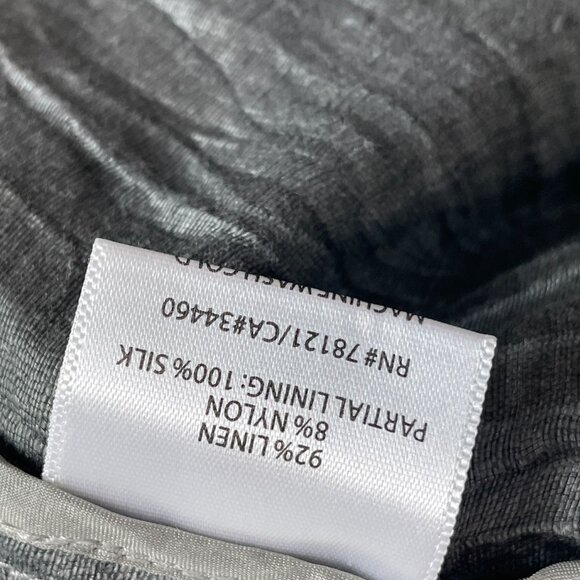 92% LINEN
8% NYLON
PARTIAL LINING:100% SILK
RN#78121/CA#34460
MACHINE WASH COLD